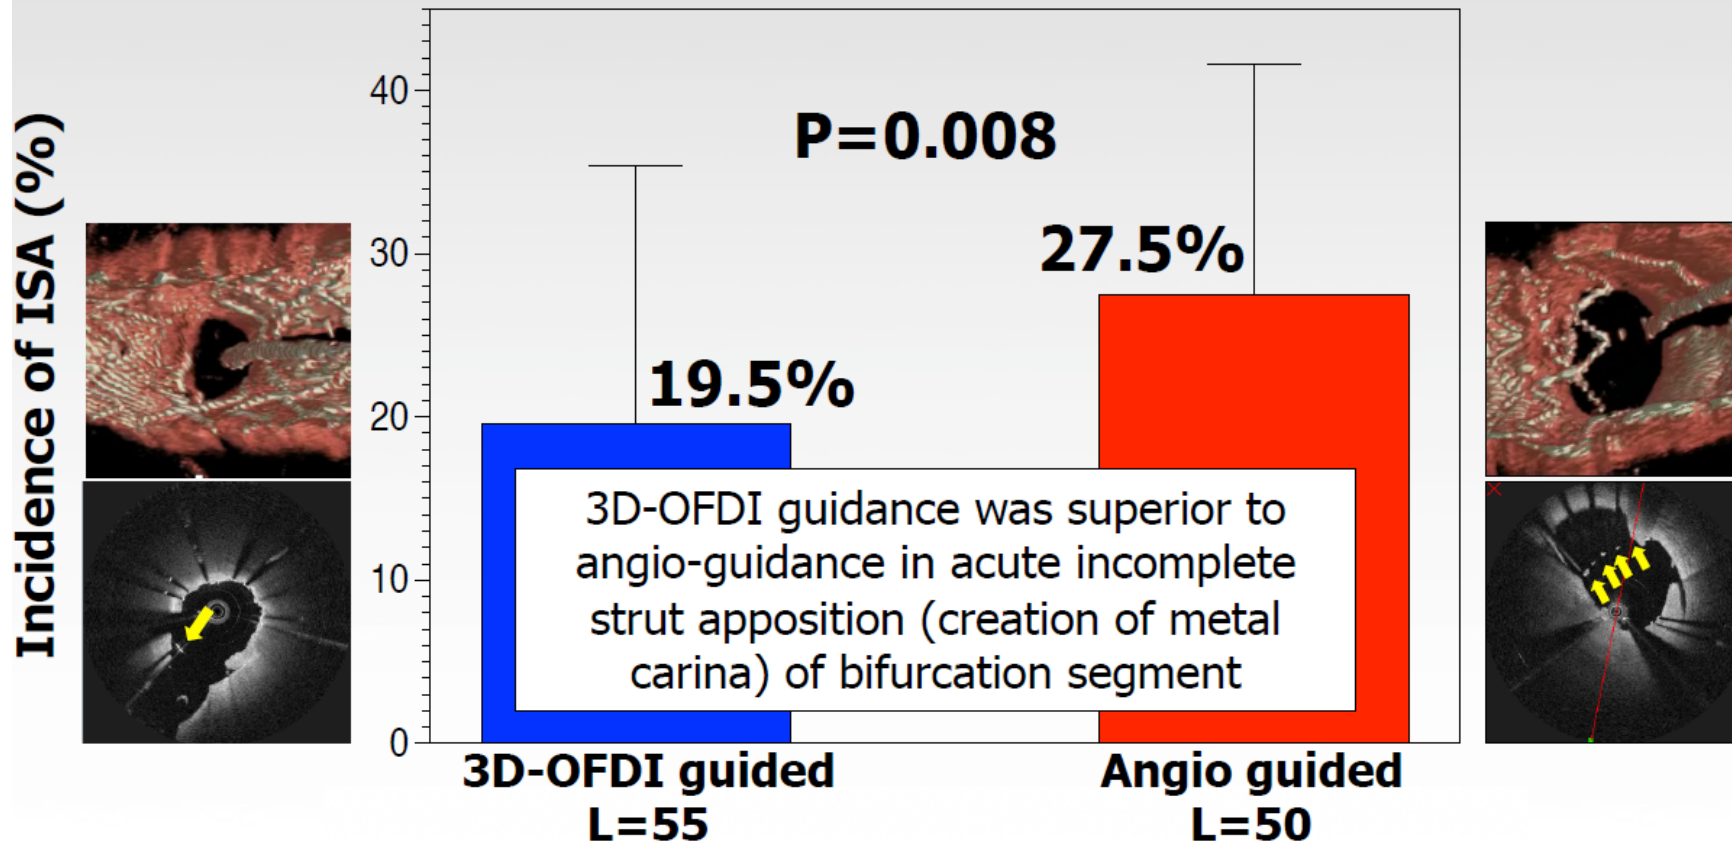 Incidence of ISA (%)
40
30
20
10
0
P=0.008
19.5%
27.5%
3D-OFDI guidance was superior to
angio-guidance in acute incomplete
strut apposition (creation of metal
carina) of bifurcation segment
3D-OFDI guided
L=55
Angio guided
L=50